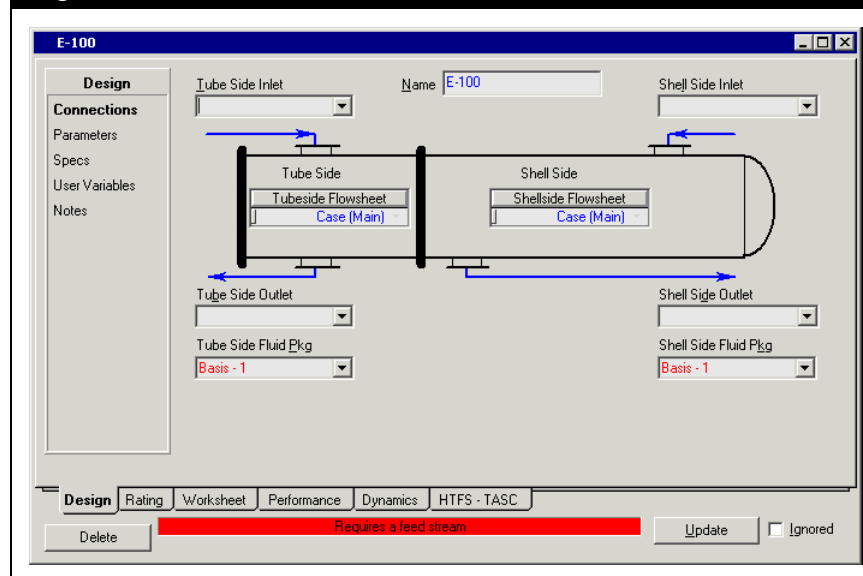 E-100
Design
Connections
Parameters
Specs
User Variables
Notes
Tube Side Inlet
Name E-100
Shell Side Inlet
Tube Side
Shell Side
Tubeside Flowsheet
Shellside Flowsheet
Case (Main)
Case (Main)
Tube Side Outlet
Shell Side Outlet
Tube Side Fluid Pkg
Shell Side Fluid Pkg
Basis - 1
Basis - 1
Design Rating Worksheet Performance Dynamics HTFS - TASC
Delete
Requires a feed stream
Update
Ignored